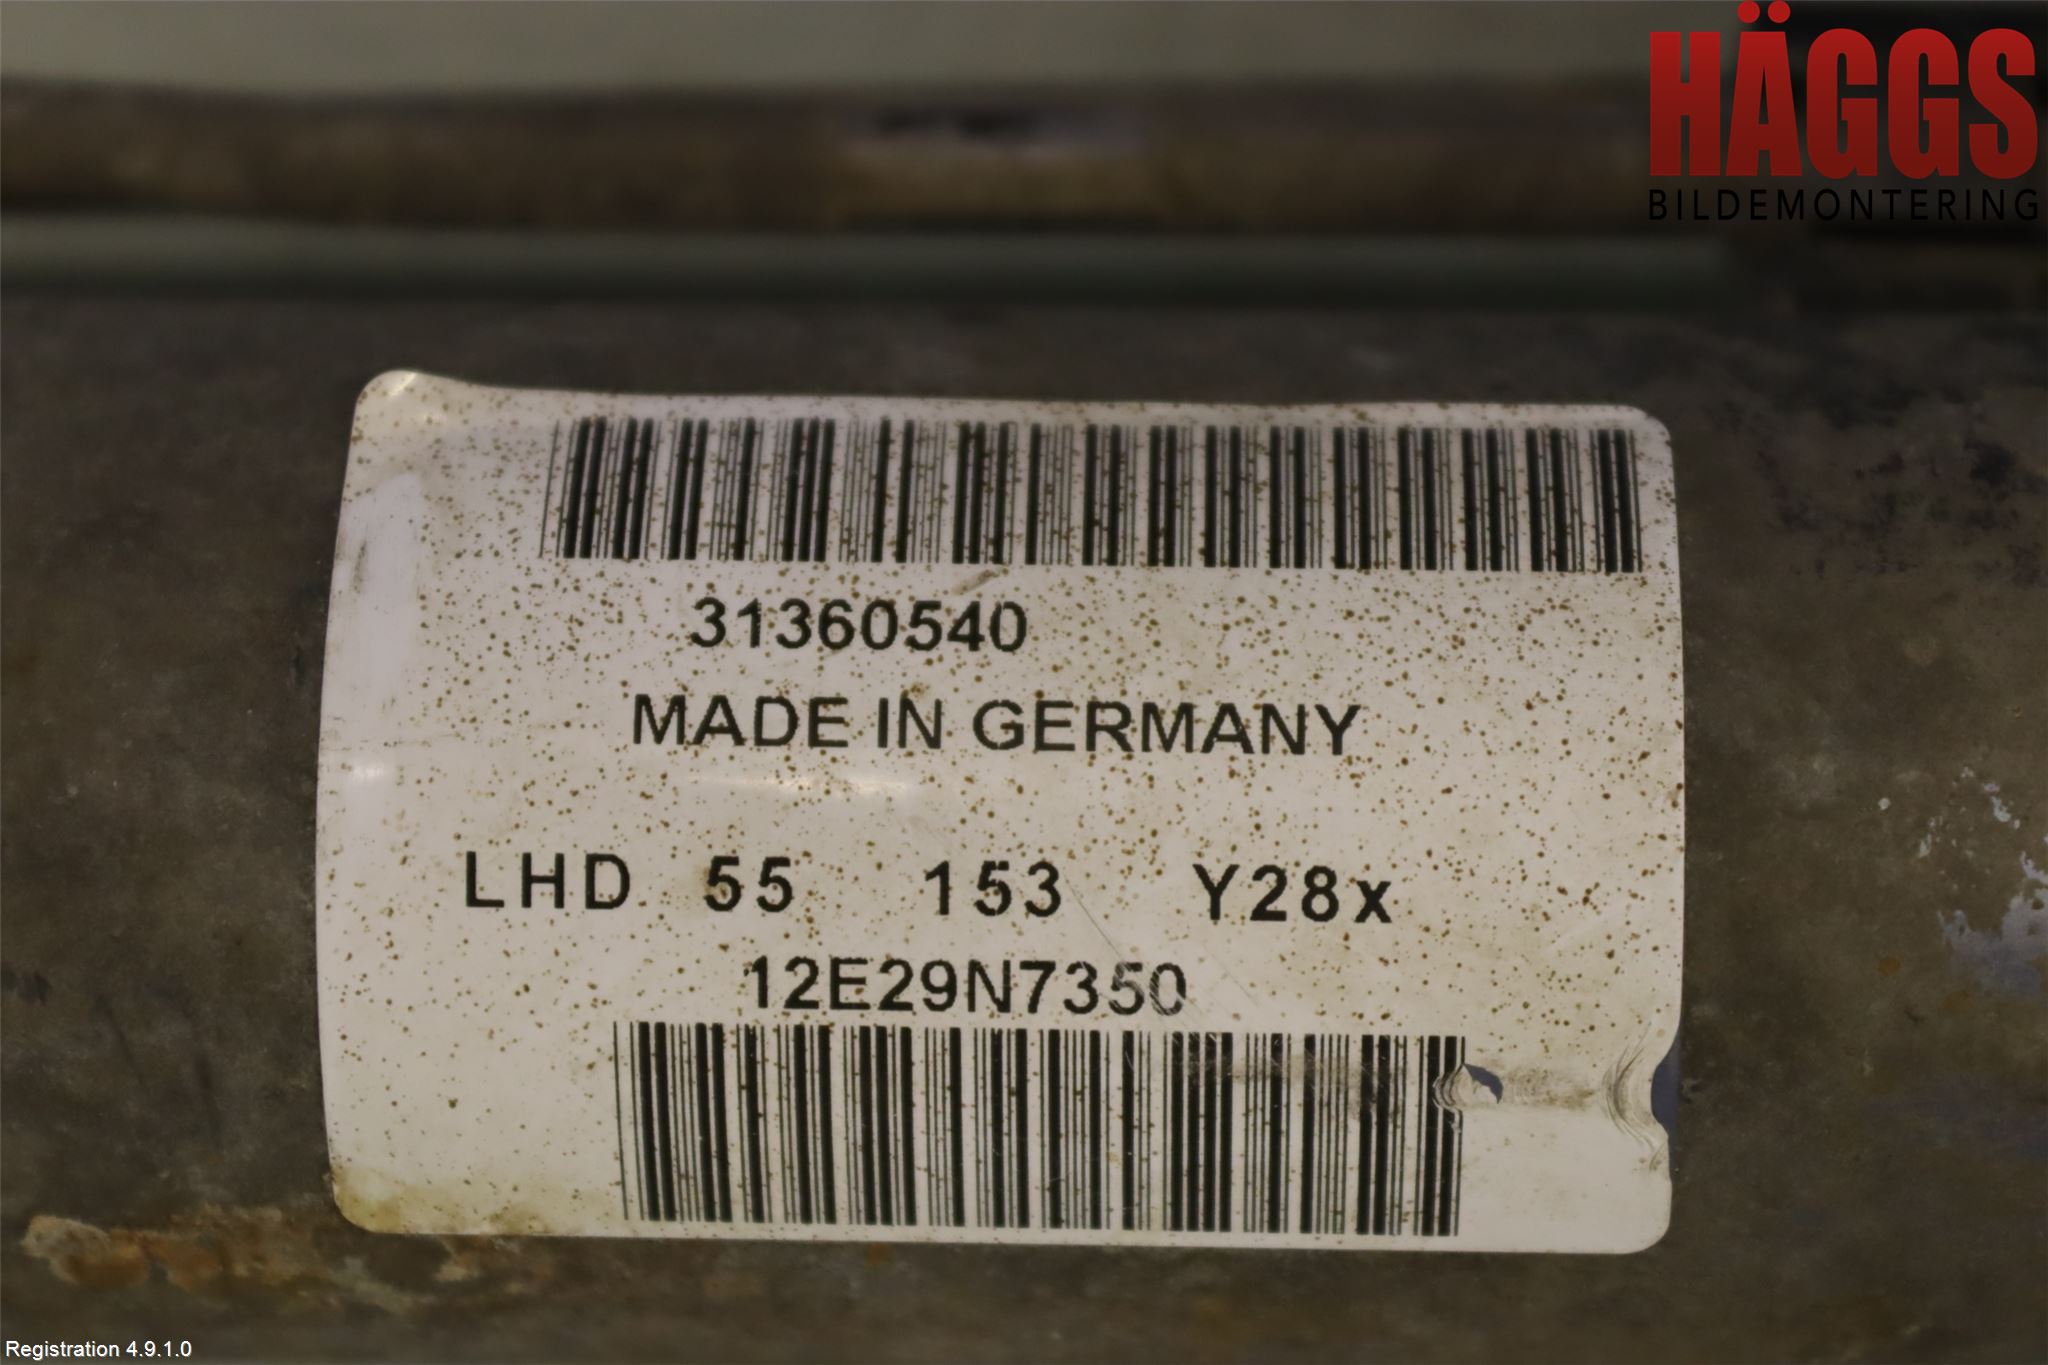 HÄGGS
BILDEMONTERING
31360540
MADE IN GERMANY
LHD 55 153 Y28x
12E29N7350
Registration 4.9.1.0